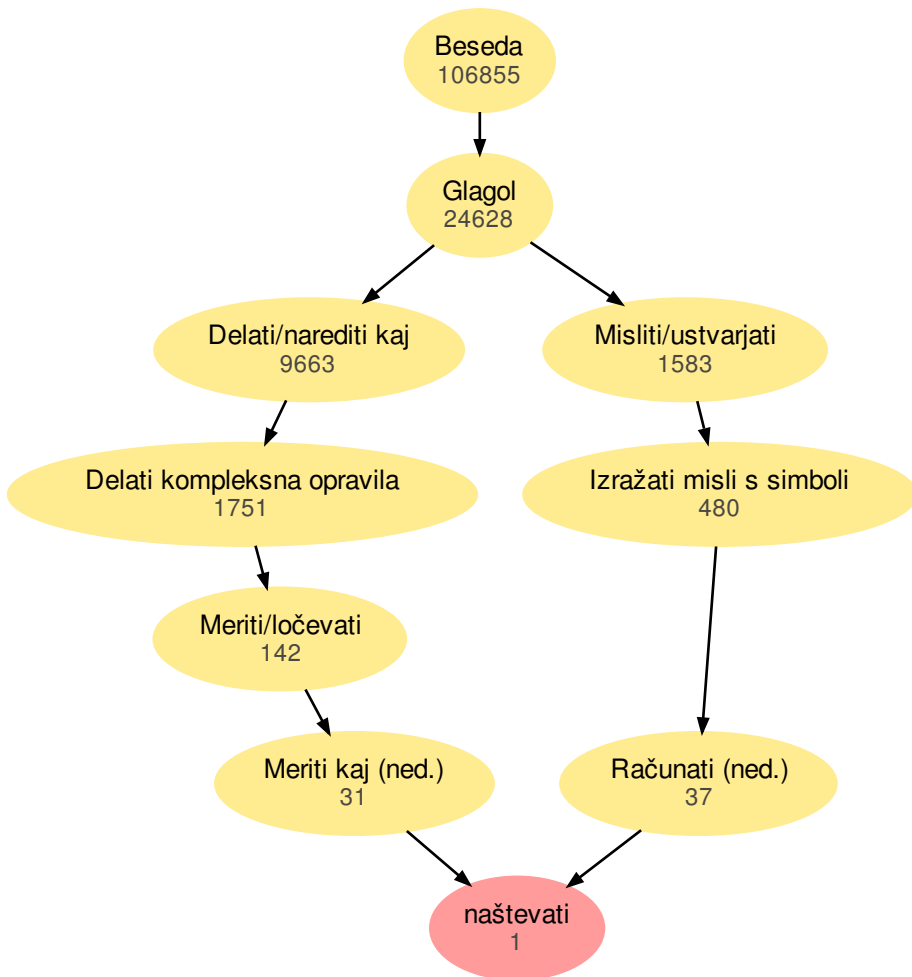 Beseda
106855
Glagol
24628
Delati/narediti kaj
9663
Misliti/ustvarjati
1583
Delati kompleksna opravila
1751
Izražati misli s simboli
480
Meriti/ločevati
142
Meriti kaj (ned.)
31
Računati (ned.)
37
naštevati
1